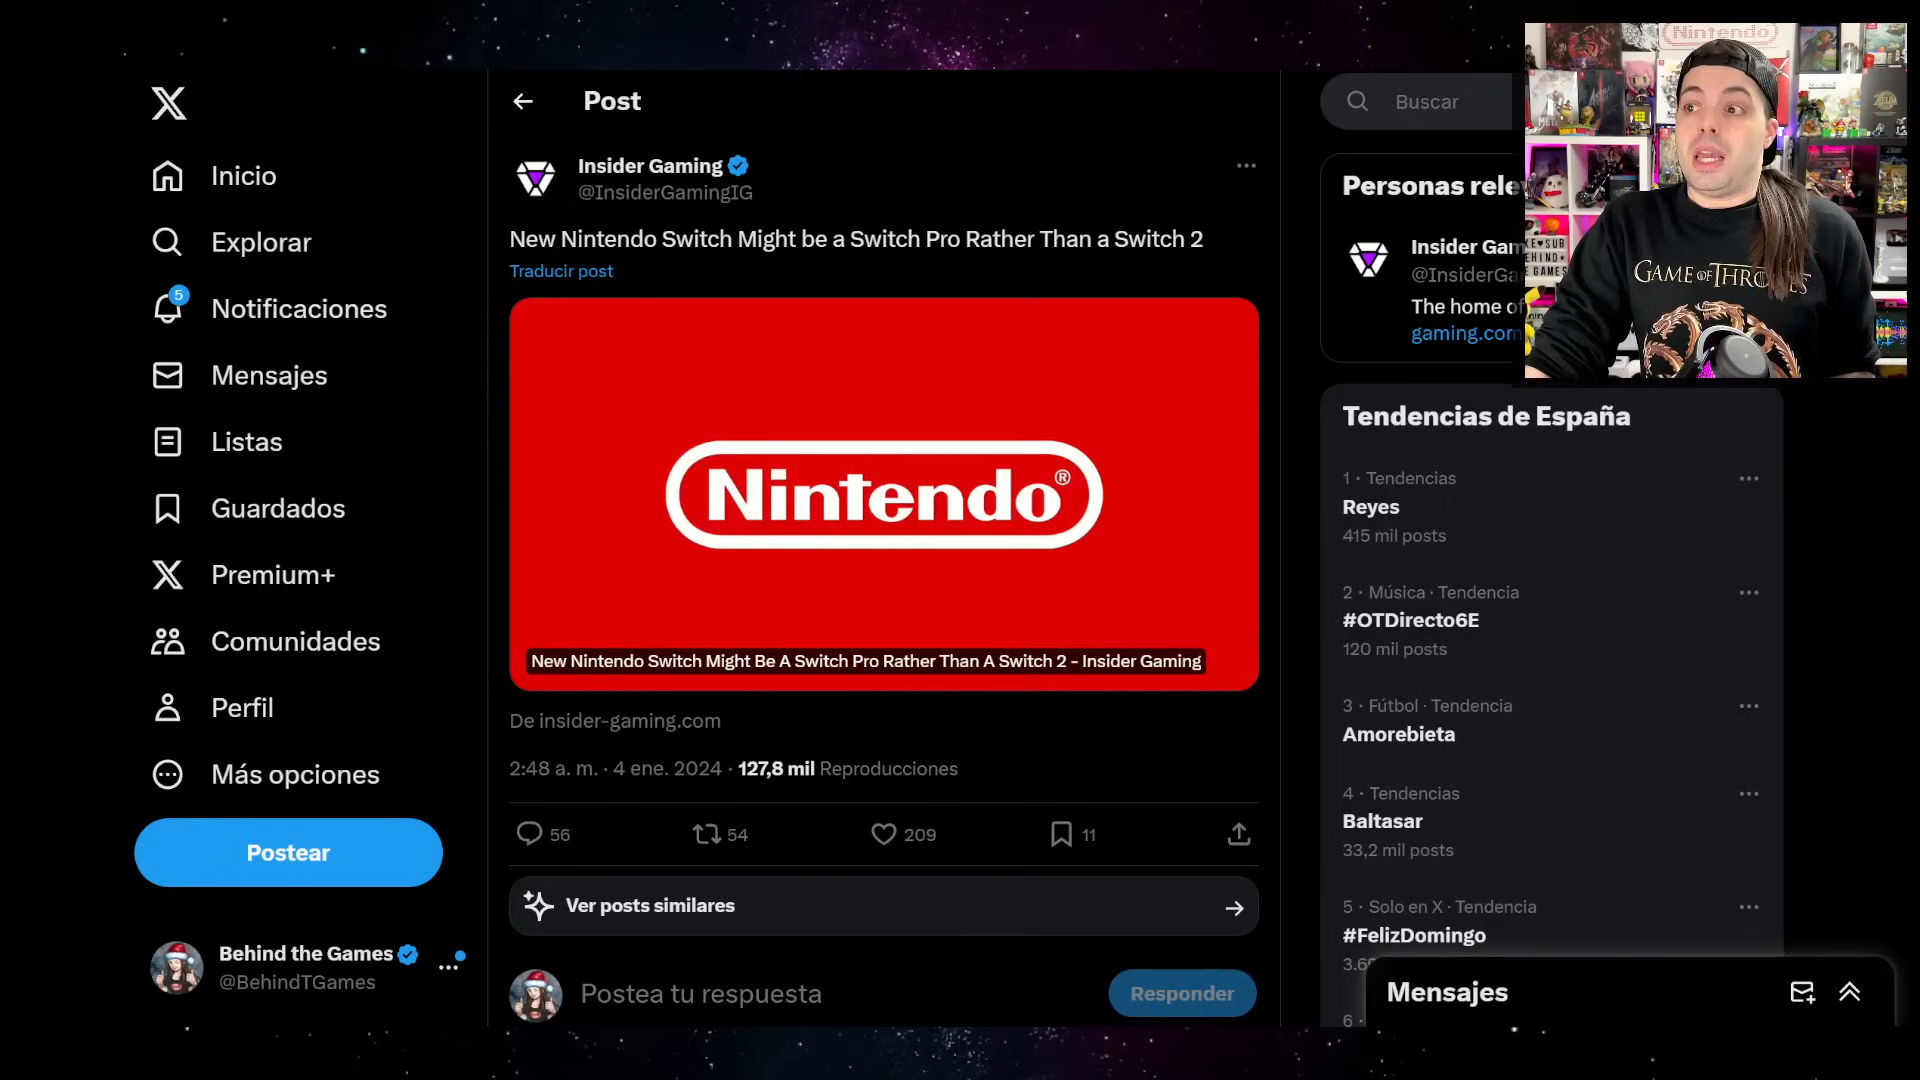 Inicio
Explorar
5
Notificaciones
Mensajes
Listas
Guardados
Premium+
Comunidades
Perfil
Más opciones
Postear
Behind the Games
@BehindTGames
Post
Insider Gaming
@InsiderGamingIG
New Nintendo Switch Might be a Switch Pro Rather Than a Switch 2
Traducir post
Nintendo®
New Nintendo Switch Might Be A Switch Pro Rather Than A Switch 2 - Insider Gaming
De insider-gaming.com
2:48 a. m. · 4 ene. 2024 · 127,8 mil Reproducciones
56 54 209 11
Ver posts similares
Postea tu respuesta
Responder
Buscar
Personas rele
Insider Gam
@InsiderGa
The home of
gaming.com
Nintendo
GAME OF THRONES
Tendencias de España
1 · Tendencias
Reyes
415 mil posts
2 · Música · Tendencia
#OTDirecto6E
120 mil posts
3 · Fútbol · Tendencia
Amorebieta
4 · Tendencias
Baltasar
33,2 mil posts
5 · Solo en X · Tendencia
#FelizDomingo
3.69
6 ·
Mensajes